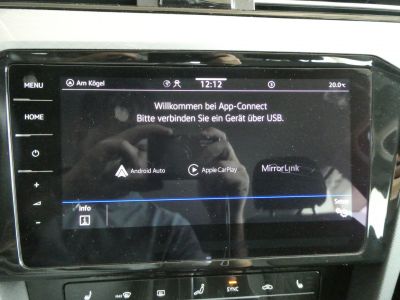 MENU
Am Kögel
12:12
20.0°C
HOME
Willkommen bei App-Connect
Bitte verbinden Sie ein Gerät über USB.
Android Auto
Apple CarPlay
MirrorLink
Info
Setup
SYNC